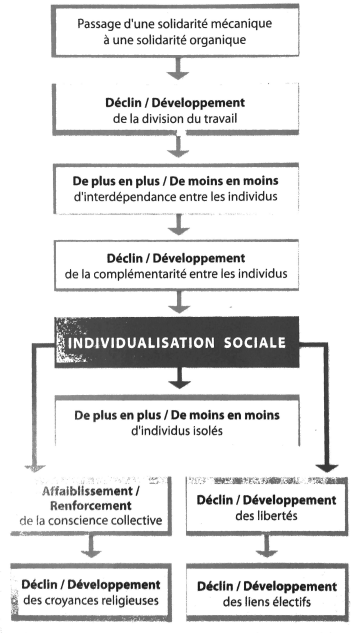 Passage d'une solidarité mécanique
à une solidarité organique
Déclin / Développement
de la division du travail
De plus en plus / De moins en moins
d'interdépendance entre les individus
Déclin / Développement
de la complémentarité entre les individus
INDIVIDUALISATION SOCIALE
De plus en plus / De moins en moins
d'individus isolés
Affaiblissement /
Renforcement
de la conscience collective
Déclin / Développement
des libertés
Déclin / Développement
des croyances religieuses
Déclin / Développement
des liens électifs